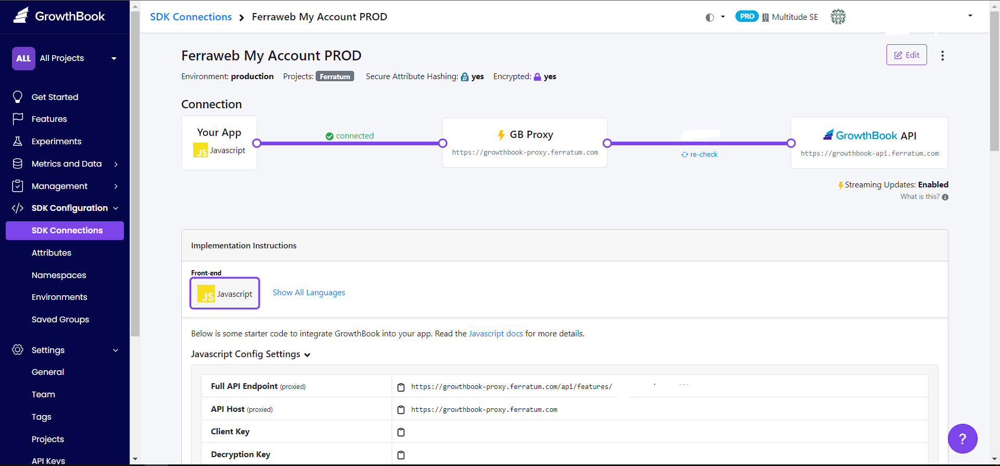 GrowthBook
SDK Connections > Ferraweb My Account PROD
PRO Multitude SE
ALL All Projects
Get Started
Features
Experiments
Metrics and Data
Management
SDK Configuration
SDK Connections
Attributes
Namespaces
Environments
Saved Groups
Settings
General
Team
Tags
Projects
API Keys
Ferraweb My Account PROD
Edit
Environment: production Projects: Ferratum Secure Attribute Hashing: yes Encrypted: yes
Connection
Your App
JS Javascript
connected
GB Proxy
https://growthbook-proxy.ferratum.com
re-check
GrowthBook API
https://growthbook-api.ferratum.com
Streaming Updates: Enabled
What is this?
Implementation Instructions
Front-end
JS Javascript
Show All Languages
Below is some starter code to integrate GrowthBook into your app. Read the Javascript docs for more details.
Javascript Config Settings
Full API Endpoint (proxied) https://growthbook-proxy.ferratum.com/api/features/
API Host (proxied) https://growthbook-proxy.ferratum.com
Client Key
Decryption Key
?